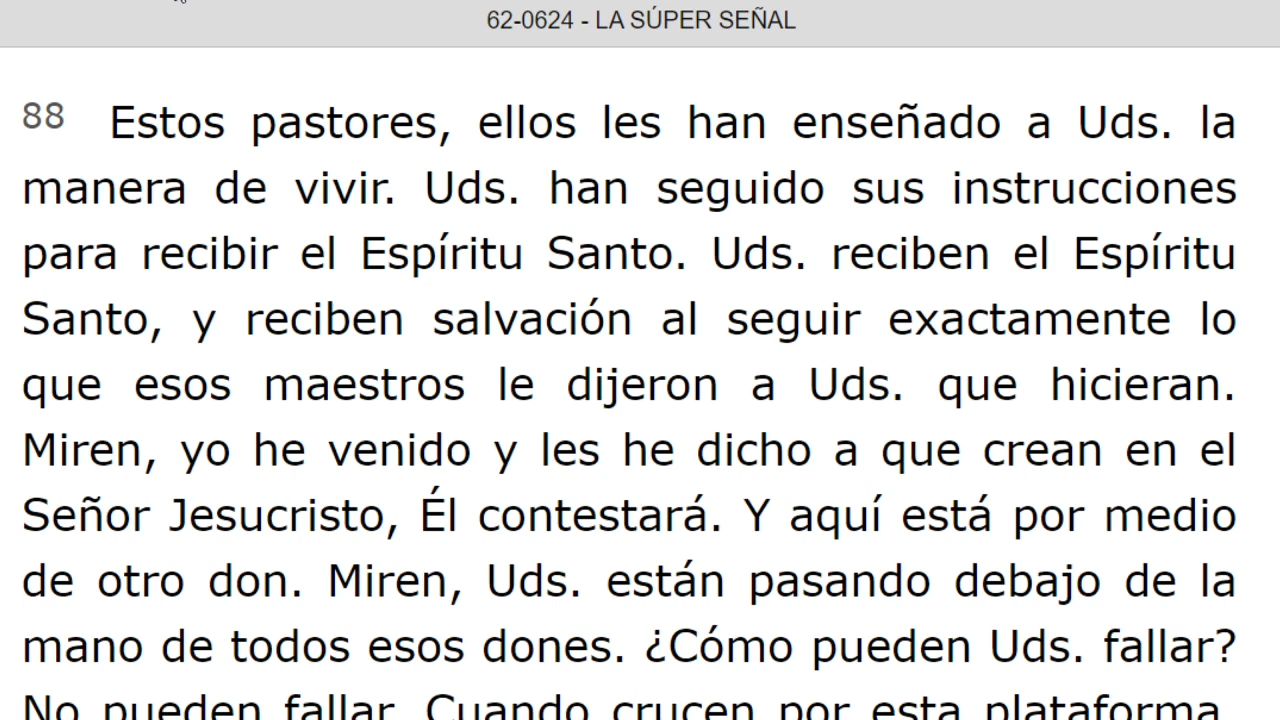 62-0624 - LA SÚPER SEÑAL
88 Estos pastores, ellos les han enseñado a Uds. la
manera de vivir. Uds. han seguido sus instrucciones
para recibir el Espíritu Santo. Uds. reciben el Espíritu
Santo, y reciben salvación al seguir exactamente lo
que esos maestros le dijeron a Uds. que hicieran.
Miren, yo he venido y les he dicho a que crean en el
Señor Jesucristo, Él contestará. Y aquí está por medio
de otro don. Miren, Uds. están pasando debajo de la
mano de todos esos dones. ¿Cómo pueden Uds. fallar?
No pueden fallar. Cuando crucen por esta plataforma,